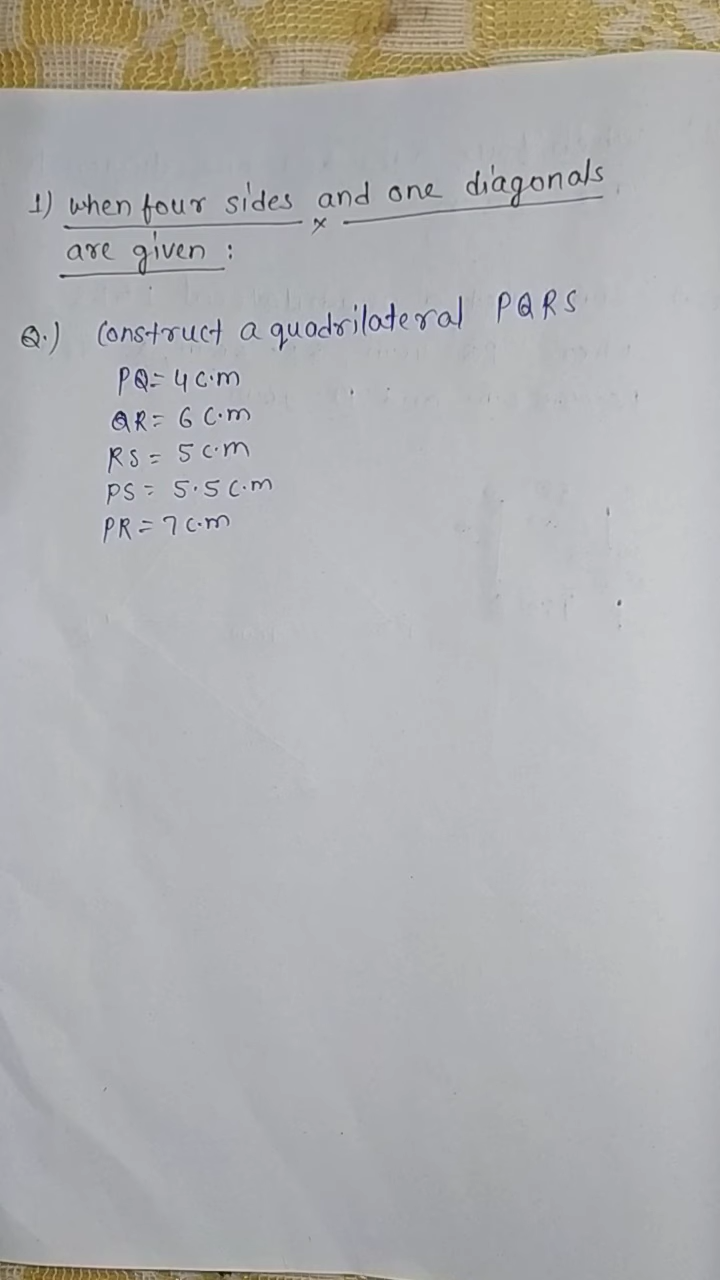 1) when four sides and one diagonals
are given :
Q.) Construct a quadrilateral PQRS
PQ= 4 c.m
QR= 6 c.m
RS = 5 c.m
PS = 5.5 c.m
PR = 7 c.m